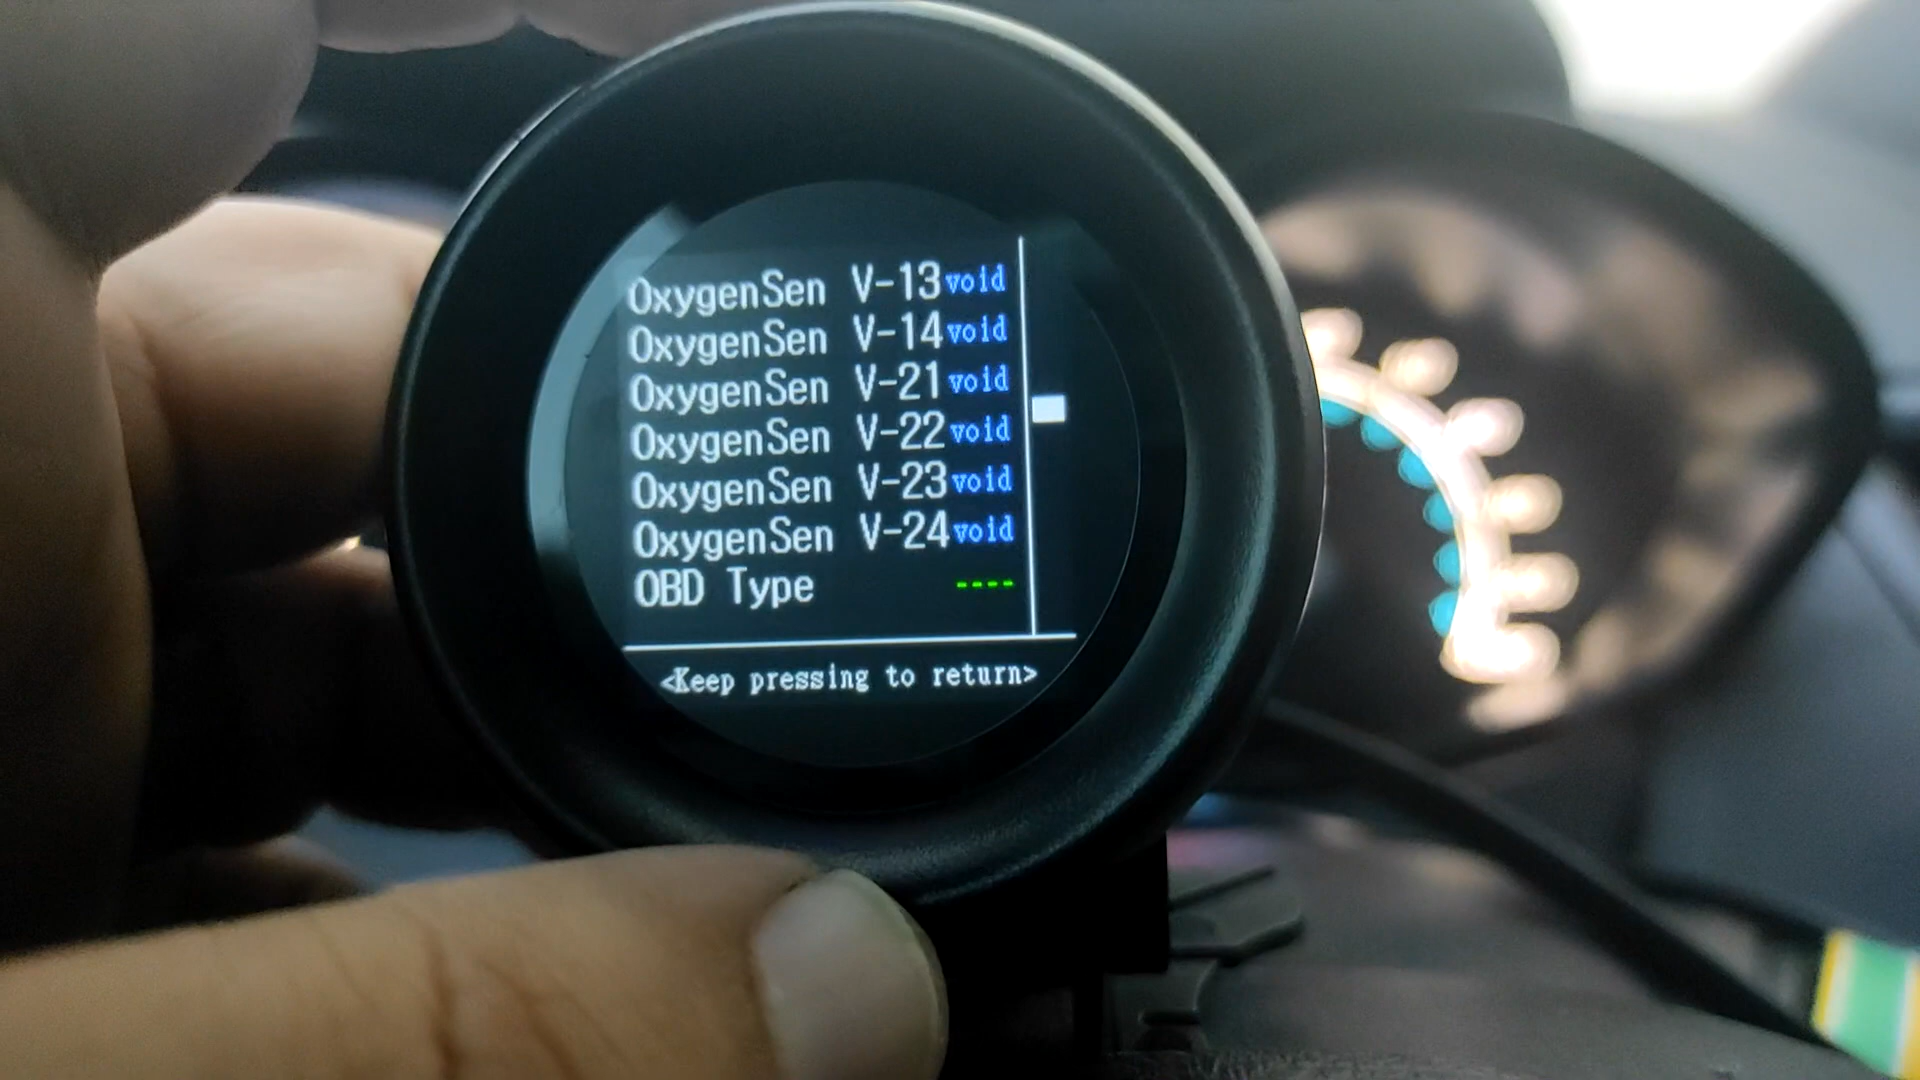 OxygenSen V-13 void
OxygenSen V-14 void
OxygenSen V-21 void
OxygenSen V-22 void
OxygenSen V-23 void
OxygenSen V-24 void
OBD Type ----
<Keep pressing to return>